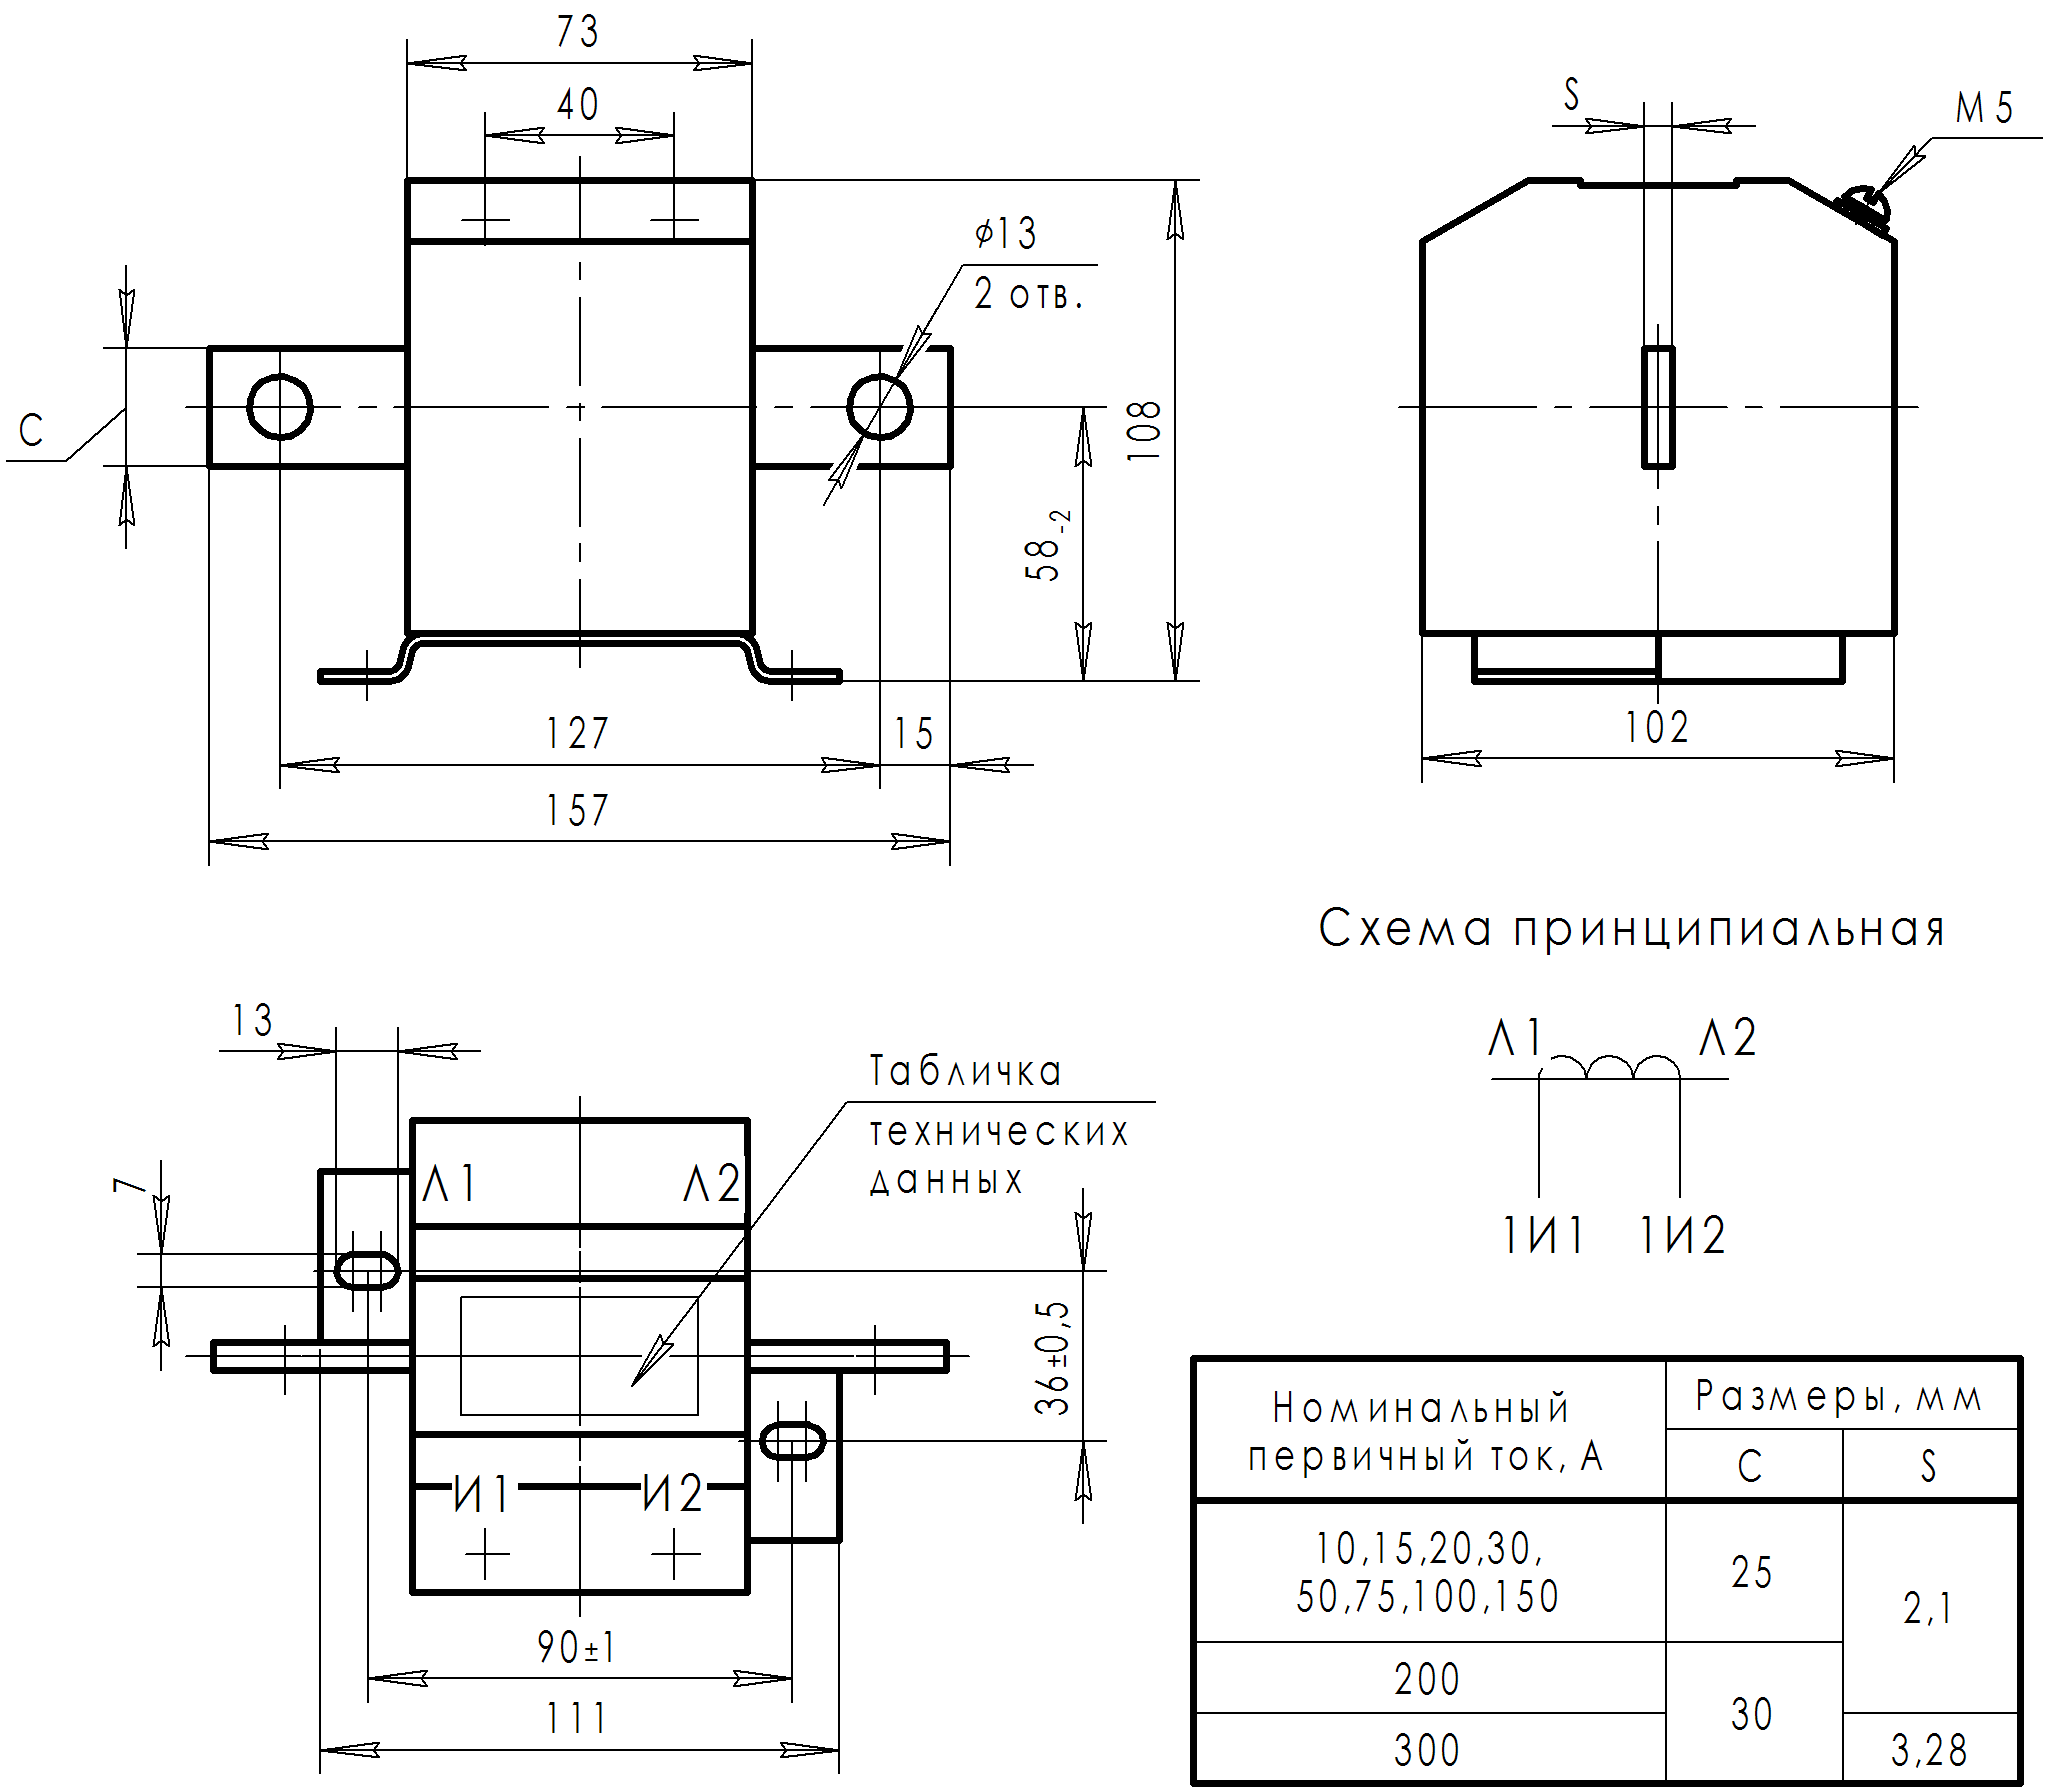 73
40
S
М5
⌀13
2 отв.
С
108
58-2
127
15
157
102
Схема принципиальная
Л1
Л2
1И1
1И2
13
Табличка
технических
данных
7
Л1
Л2
36±0,5
И1
И2
90±1
111
Номинальный
первичный ток, А
Размеры, мм
С
S
10,15,20,30,
50,75,100,150
25
2,1
200
30
300
3,28